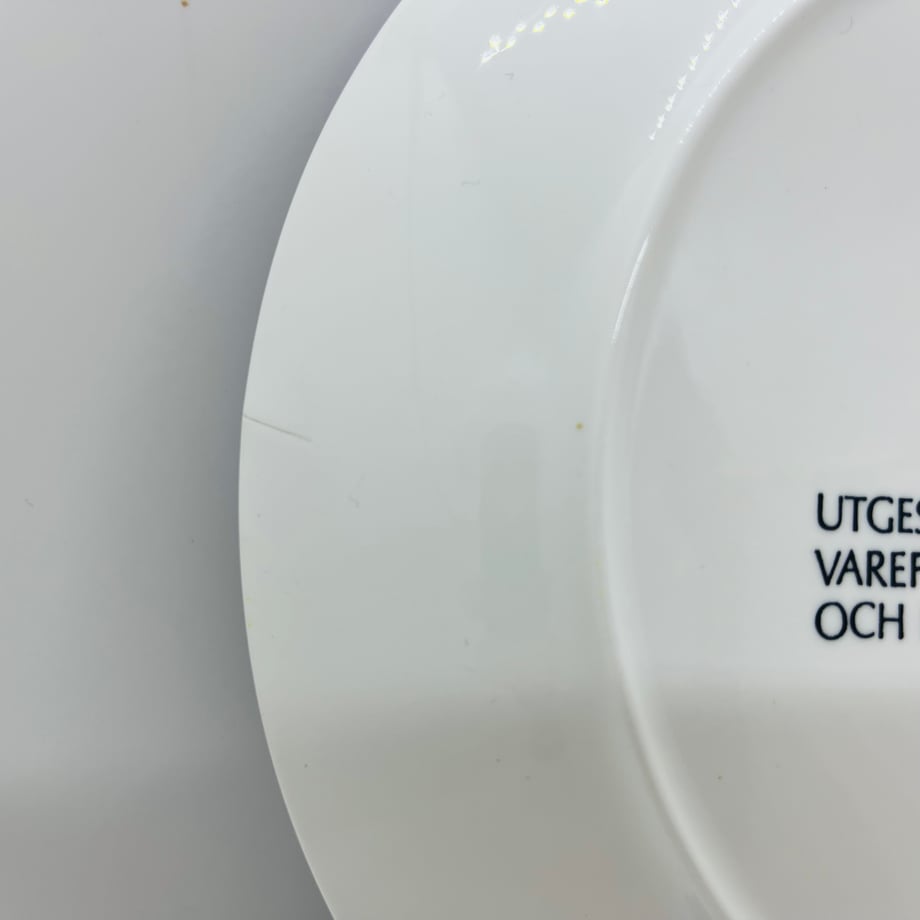 UTGES
VAREF
OCH